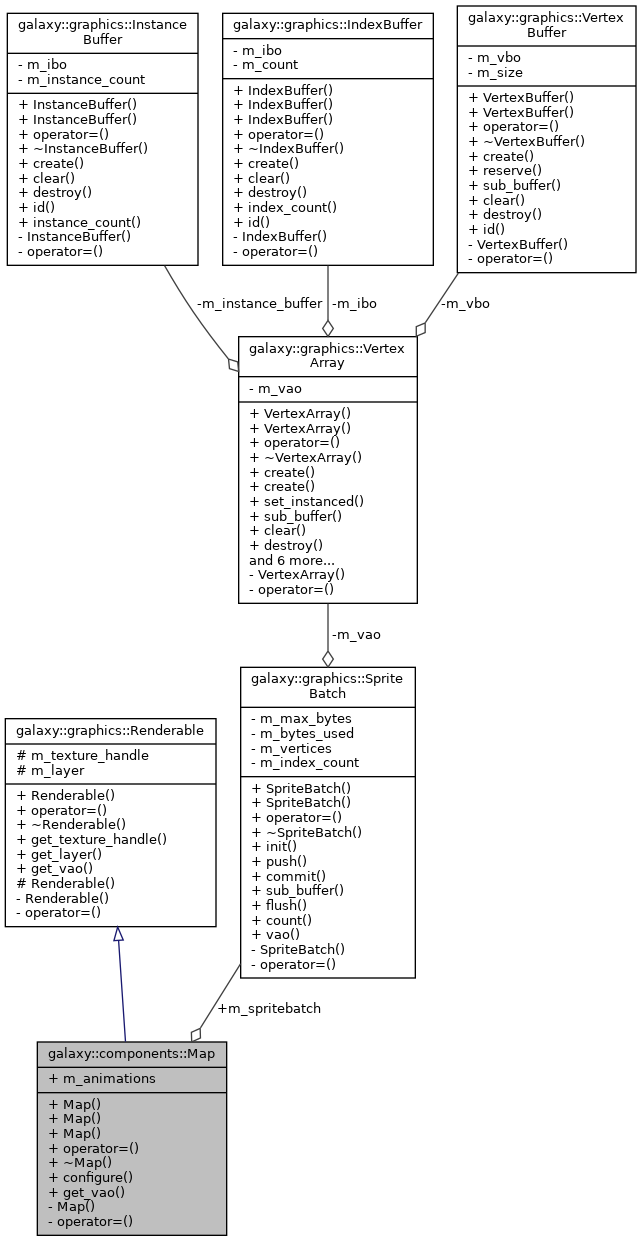 galaxy::graphics::Instance
Buffer
- m_ibo
- m_instance_count
+ InstanceBuffer()
+ InstanceBuffer()
+ operator=()
+ ~InstanceBuffer()
+ create()
+ clear()
+ destroy()
+ id()
+ instance_count()
- InstanceBuffer()
- operator=()
galaxy::graphics::IndexBuffer
- m_ibo
- m_count
+ IndexBuffer()
+ IndexBuffer()
+ IndexBuffer()
+ operator=()
+ ~IndexBuffer()
+ create()
+ clear()
+ destroy()
+ index_count()
+ id()
- IndexBuffer()
- operator=()
galaxy::graphics::Vertex
Buffer
- m_vbo
- m_size
+ VertexBuffer()
+ VertexBuffer()
+ operator=()
+ ~VertexBuffer()
+ create()
+ reserve()
+ sub_buffer()
+ clear()
+ destroy()
+ id()
- VertexBuffer()
- operator=()
-m_instance_buffer
-m_ibo
-m_vbo
galaxy::graphics::Vertex
Array
- m_vao
+ VertexArray()
+ VertexArray()
+ operator=()
+ ~VertexArray()
+ create()
+ create()
+ set_instanced()
+ sub_buffer()
+ clear()
+ destroy()
and 6 more...
- VertexArray()
- operator=()
-m_vao
galaxy::graphics::Sprite
Batch
- m_max_bytes
- m_bytes_used
- m_vertices
- m_index_count
+ SpriteBatch()
+ SpriteBatch()
+ operator=()
+ ~SpriteBatch()
+ init()
+ push()
+ commit()
+ sub_buffer()
+ flush()
+ count()
+ vao()
- SpriteBatch()
- operator=()
galaxy::graphics::Renderable
# m_texture_handle
# m_layer
+ Renderable()
+ operator=()
+ ~Renderable()
+ get_texture_handle()
+ get_layer()
+ get_vao()
# Renderable()
- Renderable()
- operator=()
+m_spritebatch
galaxy::components::Map
+ m_animations
+ Map()
+ Map()
+ Map()
+ operator=()
+ ~Map()
+ configure()
+ get_vao()
- Map()
- operator=()